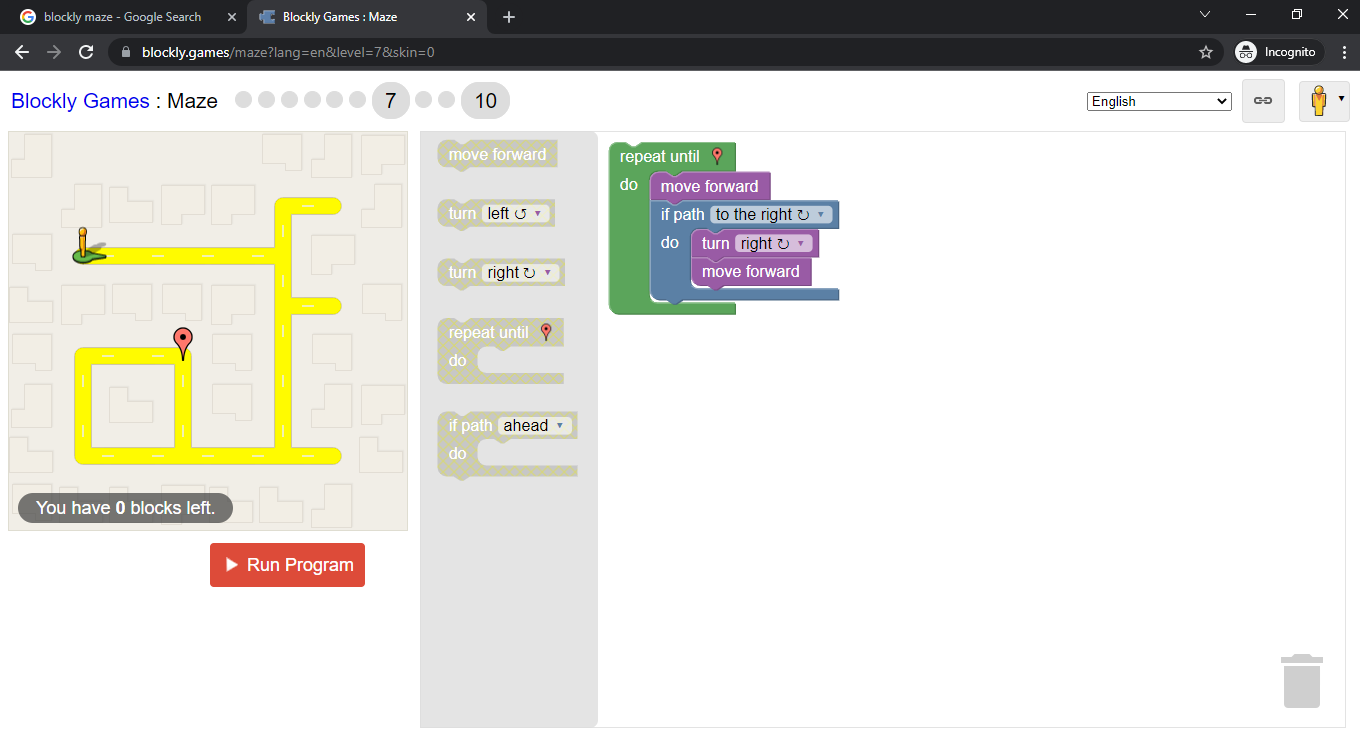 blockly maze - Google Search
Blockly Games : Maze
blockly.games/maze?lang=en&level=7&skin=0
Incognito
Blockly Games : Maze
7
10
English
You have 0 blocks left.
Run Program
move forward
turn left ↺
turn right ↻
repeat until
do
if path ahead
do
repeat until
do
move forward
if path to the right ↻
do
turn right ↻
move forward